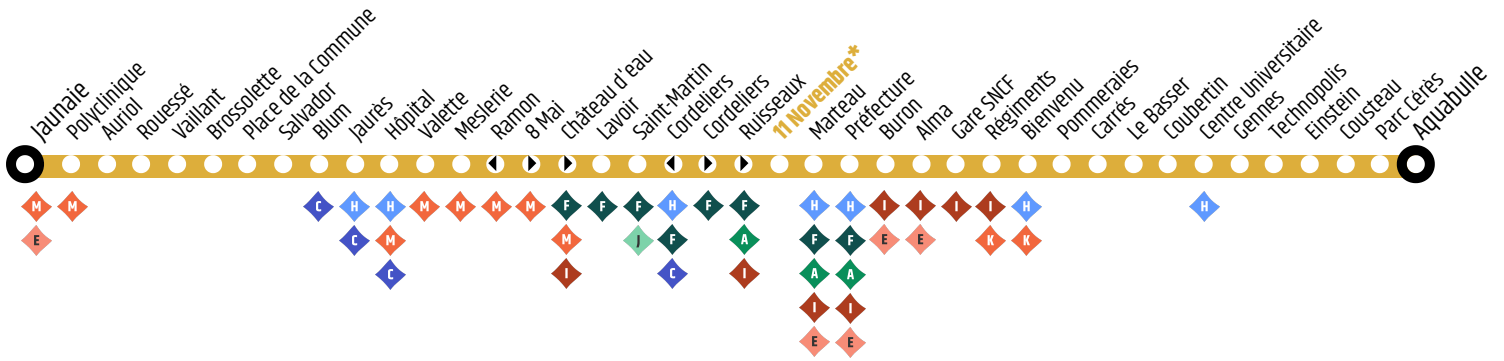 Jaunaie
Polyclinique
Auriol
Rouessé
Vaillant
Brossolette
Place de la Commune
Salvador
Blum
Jaurès
Hôpital
Valette
Meslerie
Ramon
8 Mai
Château d'eau
Lavoir
Saint-Martin
Cordeliers
Cordeliers
Ruisseaux
11 Novembre*
Marteau
Préfecture
Buron
Alma
Gare SNCF
Régiments
Bienvenu
Pommeraies
Carrés
Le Basser
Coubertin
Centre Universitaire
Gennes
Technopolis
Einstein
Cousteau
Parc Cérès
Aquabulle
M M C H H M M M M F F F H F F H H I I I I H H
E C M M J F A F F E E K K
C I C I A A
I I
E E